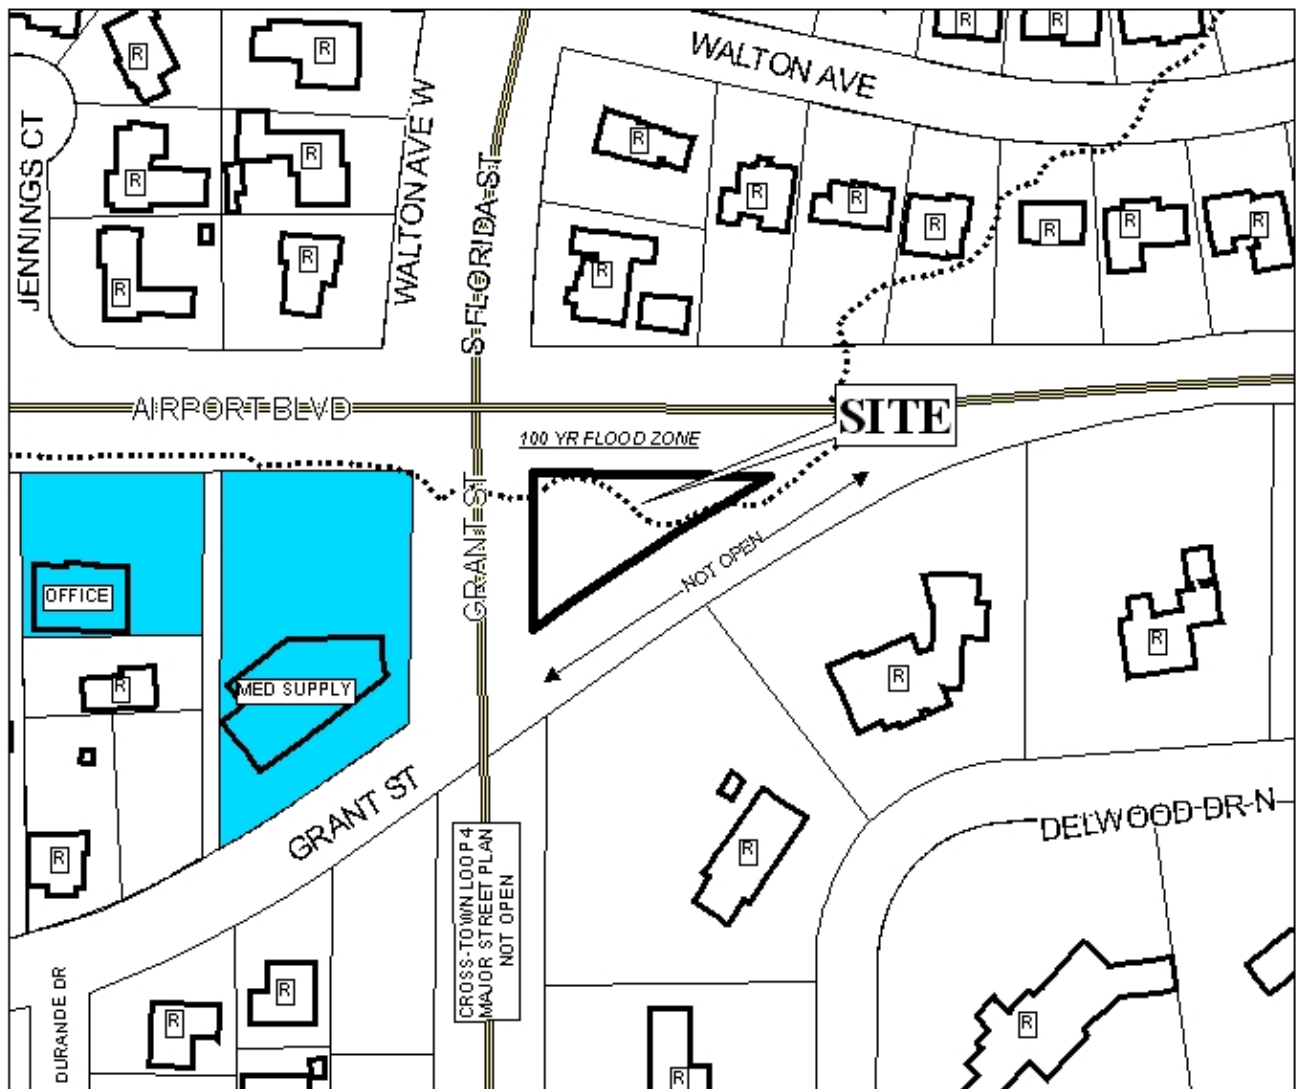 R
R
R
R
WALTON AVE
JENNINGS CT
WALTON AVE W
S FLORIDA ST
R
R
R
R
R
R
R
R
R
R
R
R
R
AIRPORT BLVD
SITE
100 YR FLOOD ZONE
GRANT ST
NOT OPEN
OFFICE
R
MED SUPPLY
R
R
GRANT ST
DELWOOD DR N
R
R
CROSS-TOWN LOOP 4
MAJOR STREET PLAN
NOT OPEN
DURANDE DR
R
R
R
R